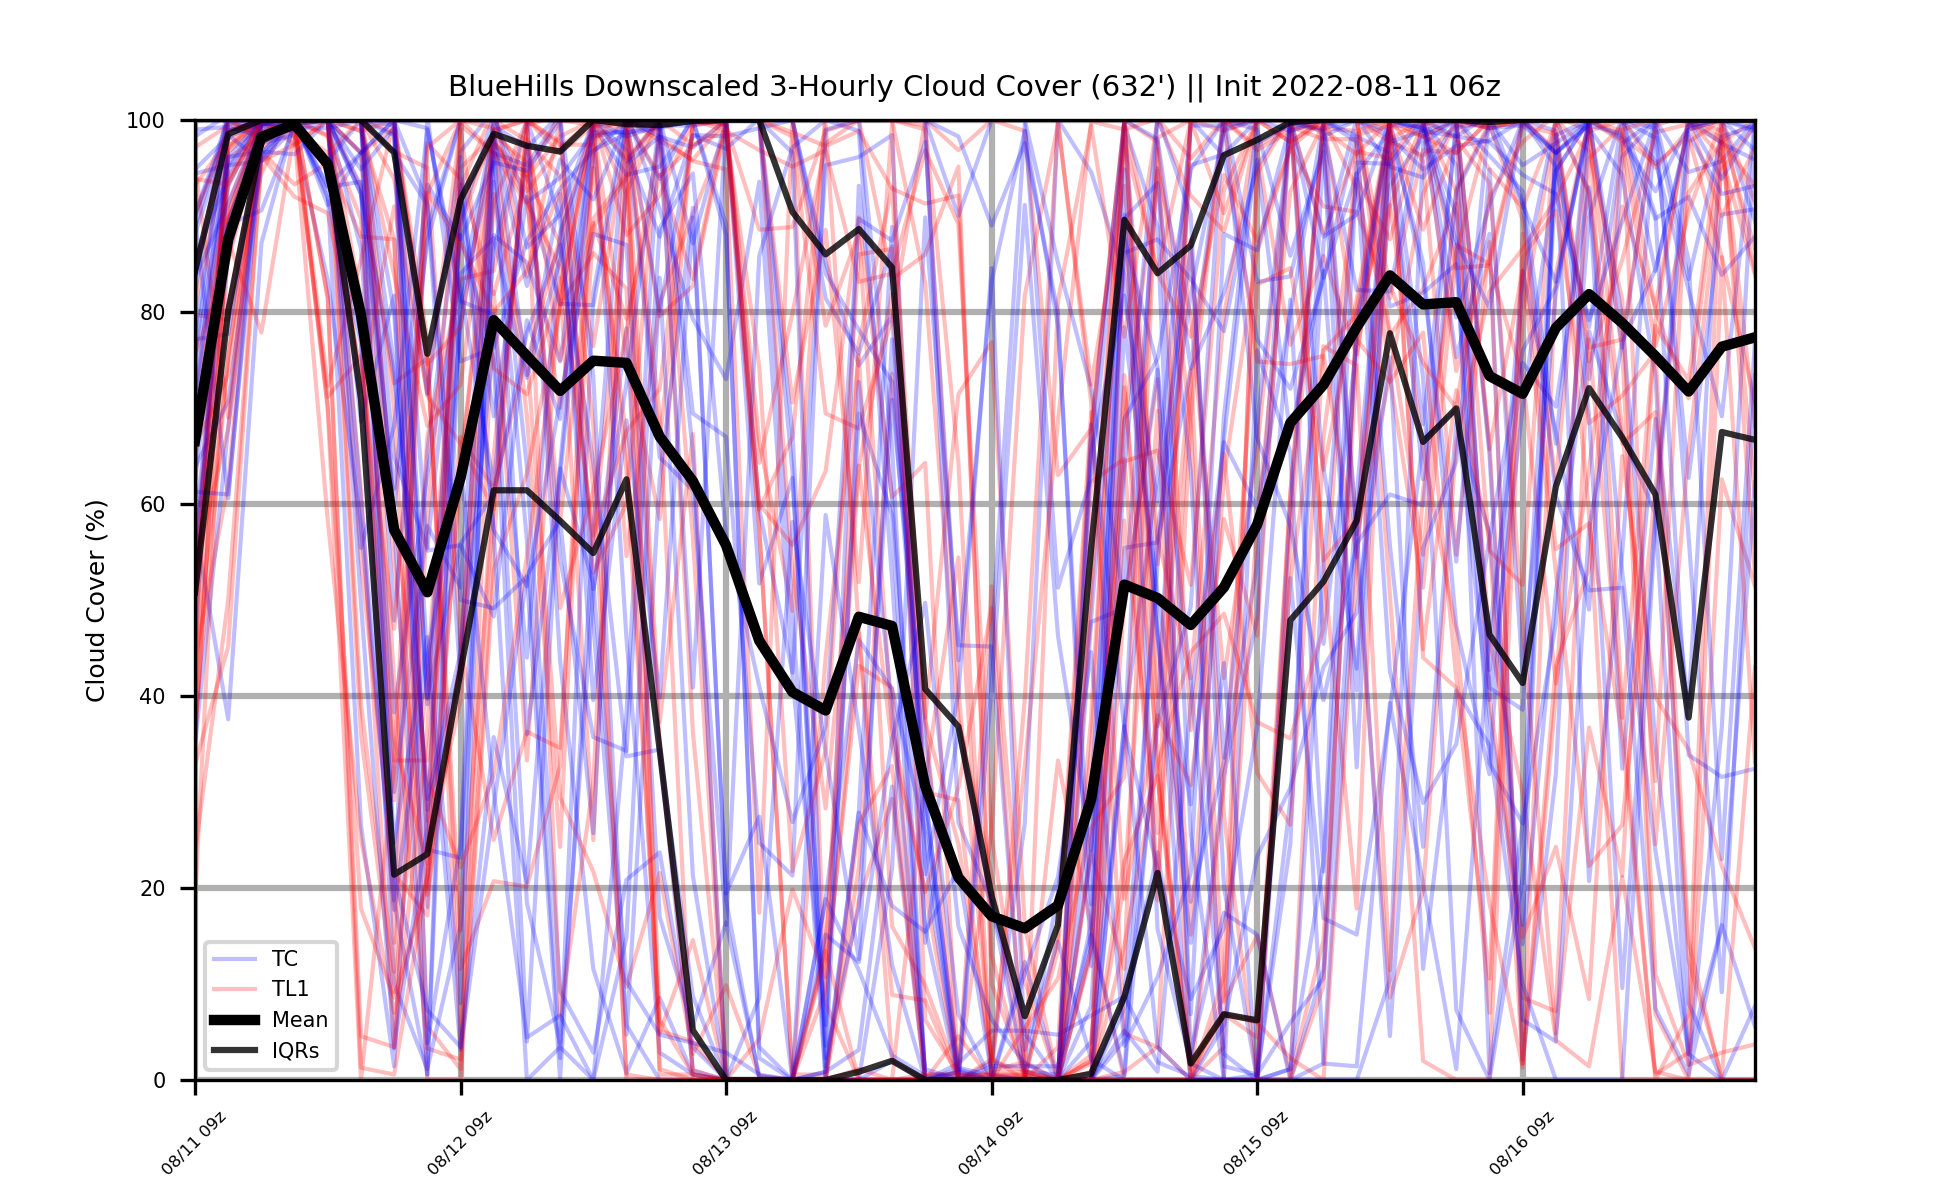 BlueHills Downscaled 3-Hourly Cloud Cover (632') || Init 2022-08-11 06z
Cloud Cover (%)
100
80
60
40
20
0
TC
TL1
Mean
IQRs
08/11 09z
08/12 09z
08/13 09z
08/14 09z
08/15 09z
08/16 09z